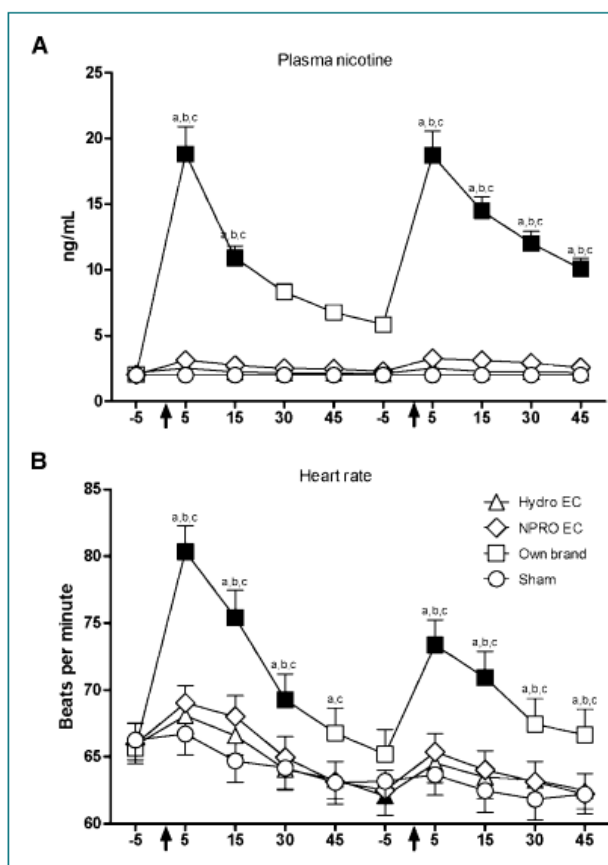 A
Plasma nicotine
25
20
15
10
5
0
ng/mL
a,b,c
a,b,c
a,b,c
a,b,c
a,b,c
a,b,c
-5 5 15 30 45 -5 5 15 30 45
B
Heart rate
85
80
75
70
65
60
Beats per minute
Hydro EC
NPRO EC
Own brand
Sham
a,b,c
a,b,c
a,b,c
a,c
a,b,c
a,b,c
a,b,c
a,b,c
-5 5 15 30 45 -5 5 15 30 45